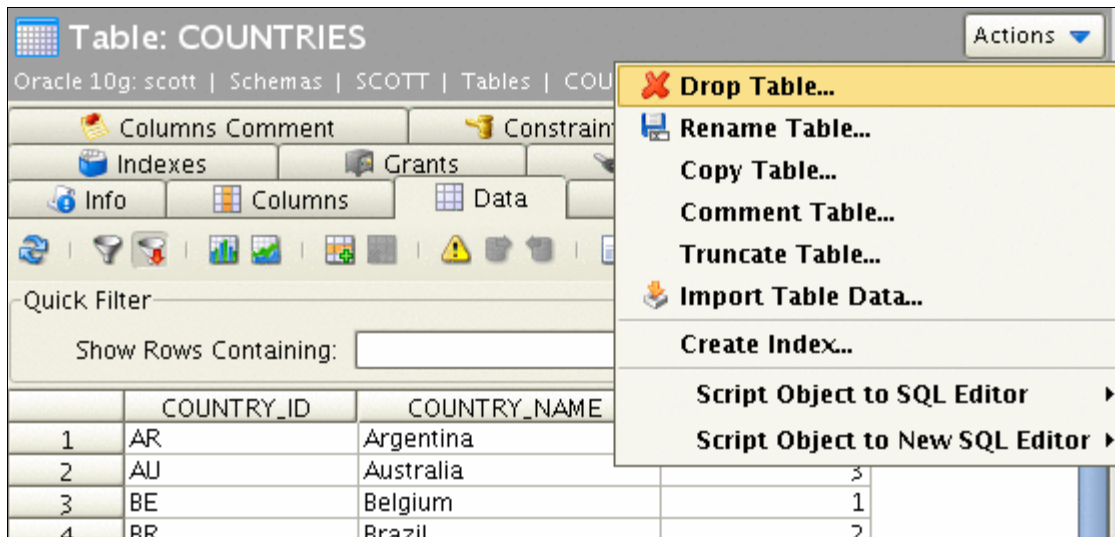 Table: COUNTRIES
Actions
Oracle 10g: scott | Schemas | SCOTT | Tables | COU
Drop Table...
Rename Table...
Copy Table...
Comment Table...
Truncate Table...
Import Table Data...
Create Index...
Script Object to SQL Editor
Script Object to New SQL Editor
Columns Comment
Constrain
Indexes
Grants
Info
Columns
Data
Quick Filter
Show Rows Containing:
COUNTRY_ID COUNTRY_NAME
1 AR Argentina
2 AU Australia 3
3 BE Belgium 1
4 BR Brazil 2